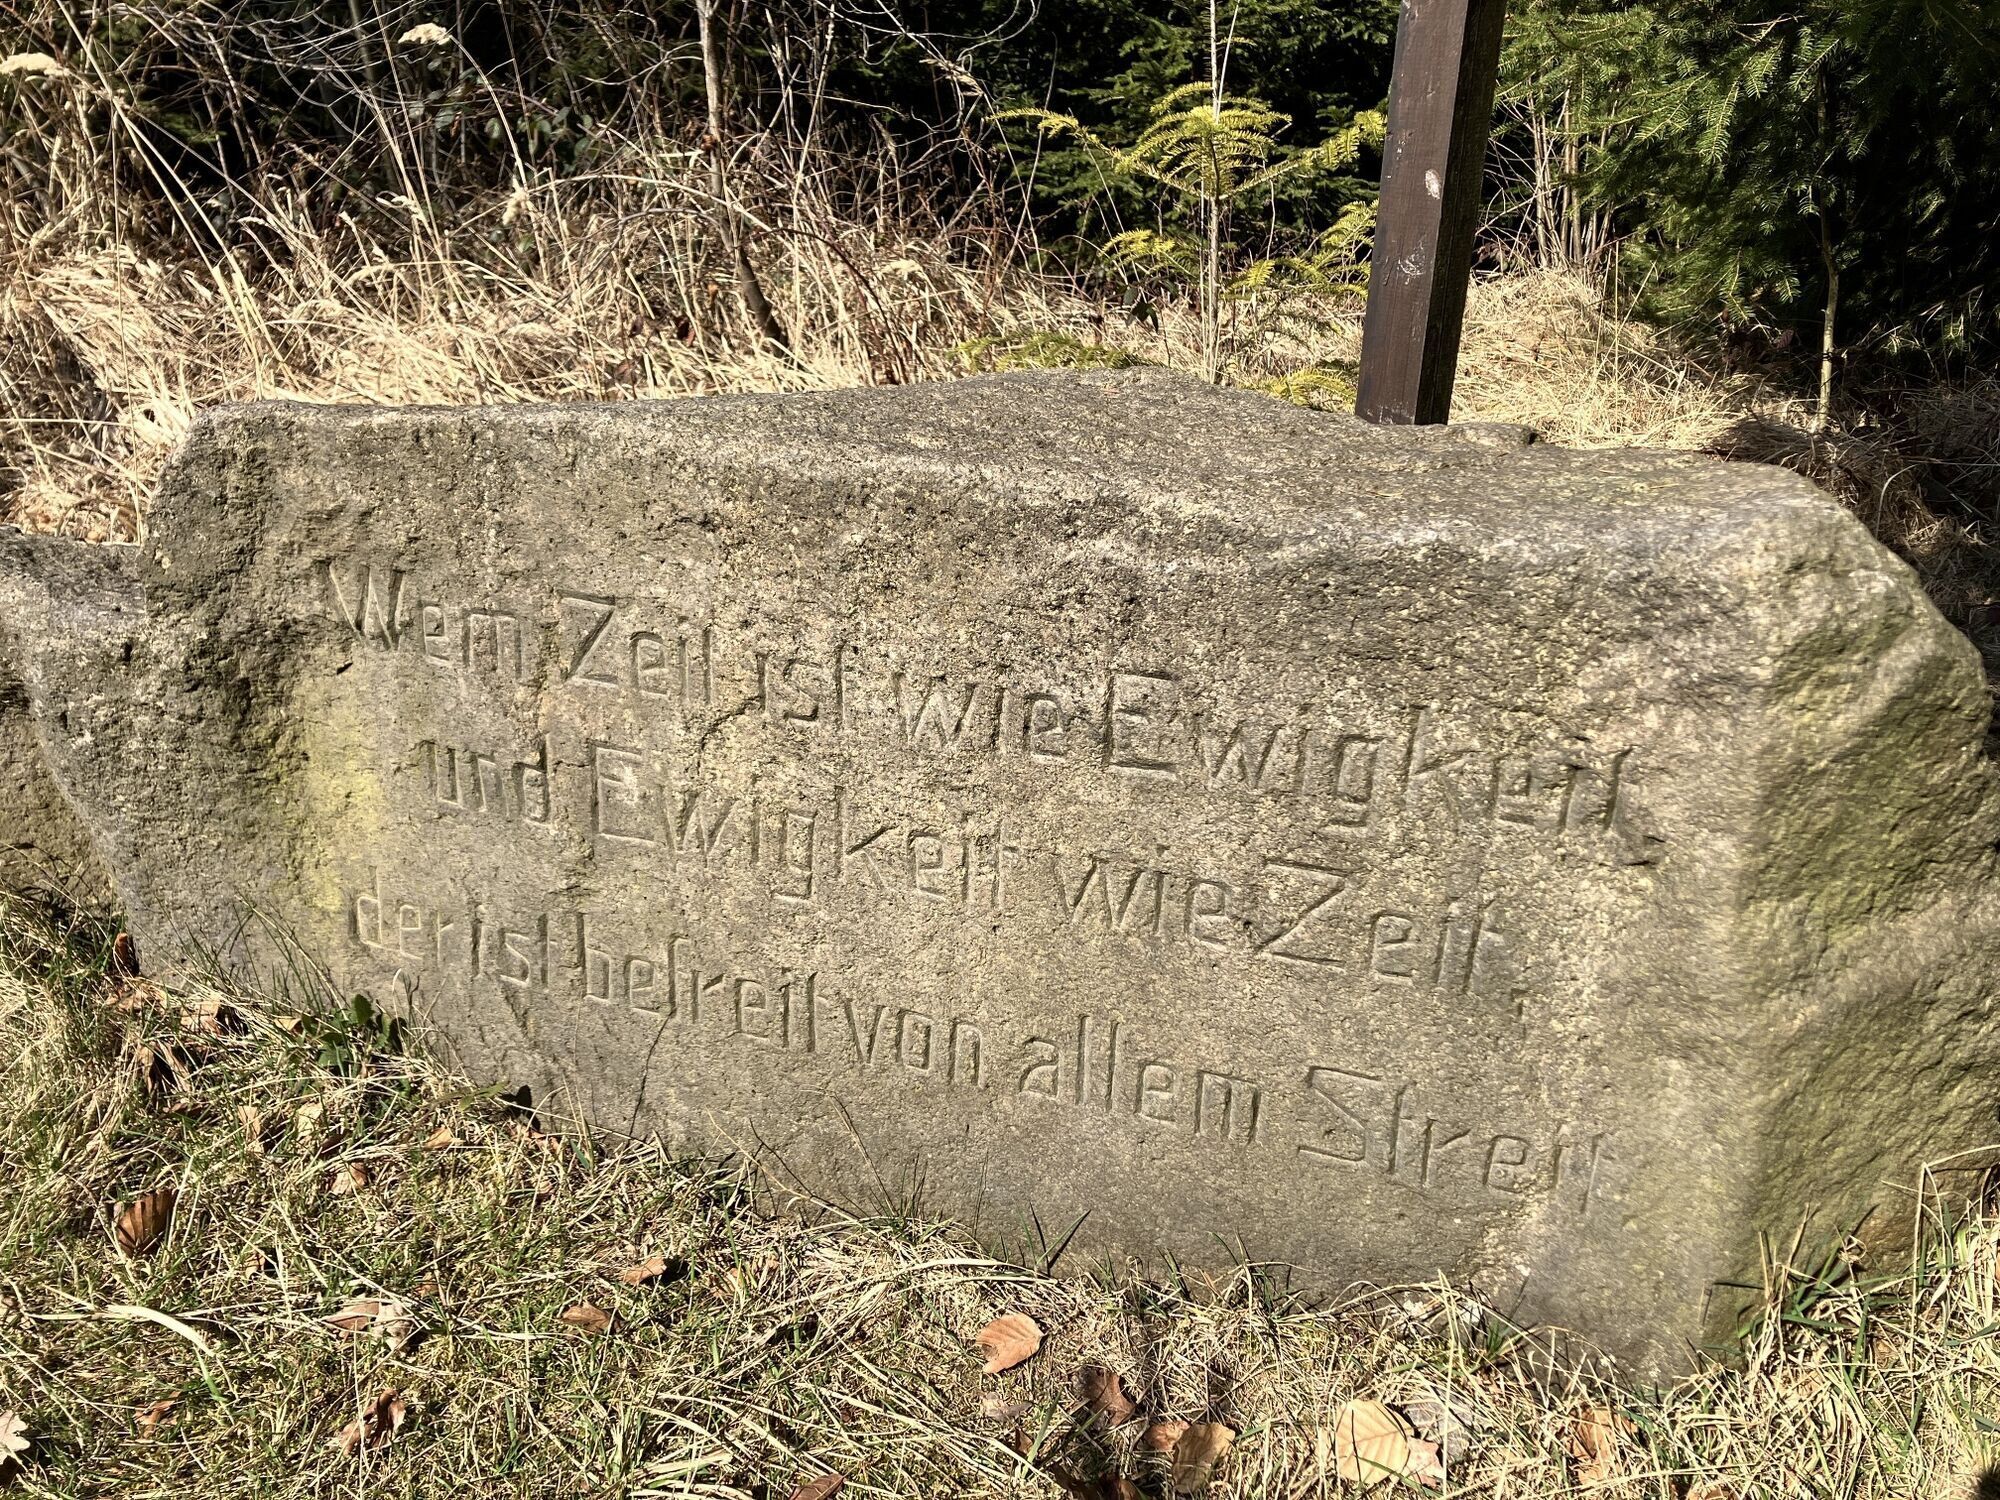 Wem Zeit ist wie Ewigkeit,
und Ewigkeit wie Zeit,
der ist befreit von allem Streit